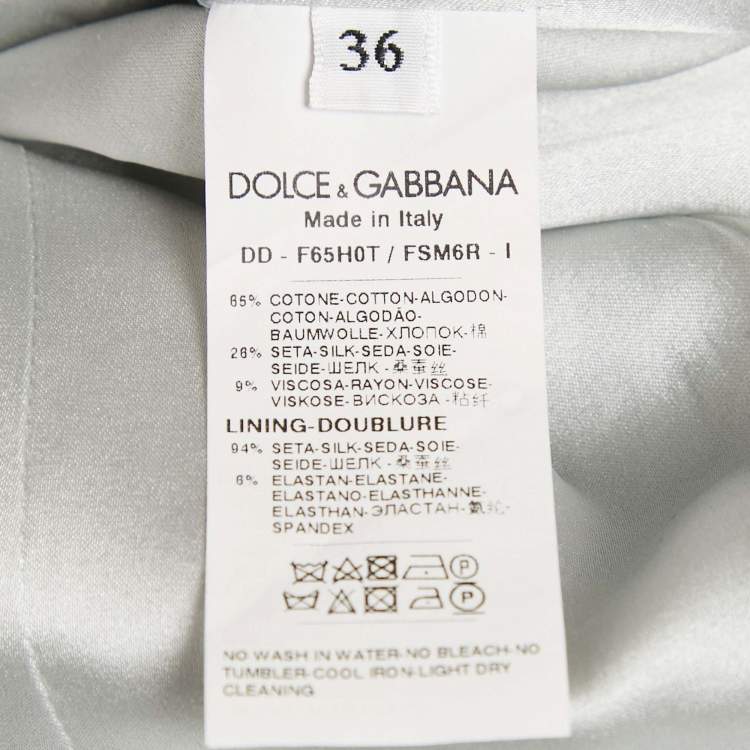 36
DOLCE & GABBANA
Made in Italy
DD - F65H0T / FSM6R - I
65% COTONE-COTTON-ALGODON-
COTON-ALGODÃO-
BAUMWOLLE-ХЛОПОК-棉
26% SETA-SILK-SEDA-SOIE-
SEIDE-ШЕЛК-桑蚕丝
9% VISCOSA-RAYON-VISCOSE-
VISKOSE-ВИСКОЗА-粘纤
LINING-DOUBLURE
94% SETA-SILK-SEDA-SOIE-
SEIDE-ШЕЛК-桑蚕丝
6% ELASTAN-ELASTANE-
ELASTANO-ELASTHANNE-
ELASTHAN-ЭЛАСТАН-氨纶-
SPANDEX
P
P
NO WASH IN WATER-NO BLEACH-NO
TUMBLER-COOL IRON-LIGHT DRY
CLEANING